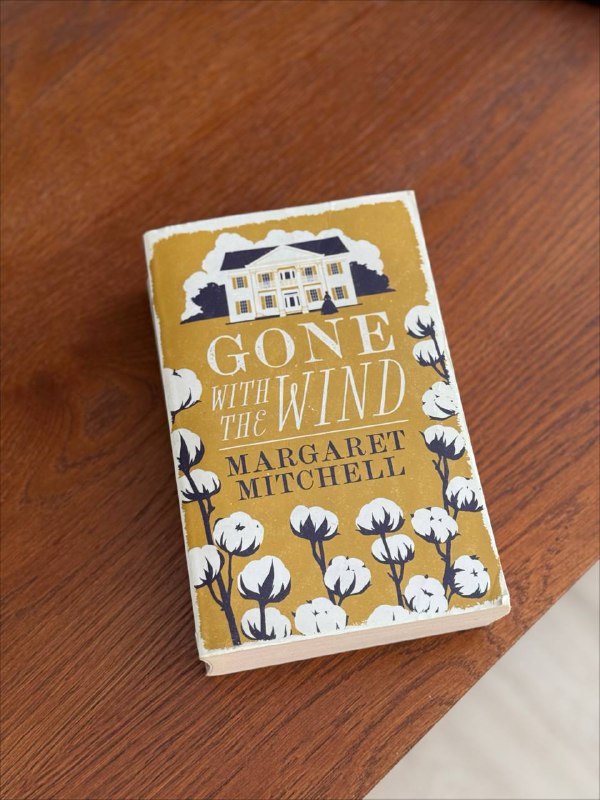 GONE
WITH THE WIND
MARGARET
MITCHELL